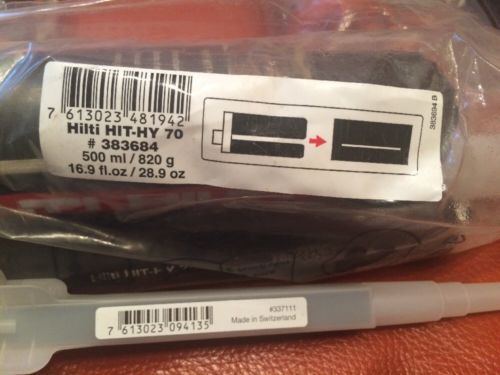 7 613023 481942
Hilti HIT-HY 70
# 383684
500 ml / 820 g
16.9 fl.oz / 28.9 oz
383694 B
#337111
7 613023 094135
Made in Switzerland